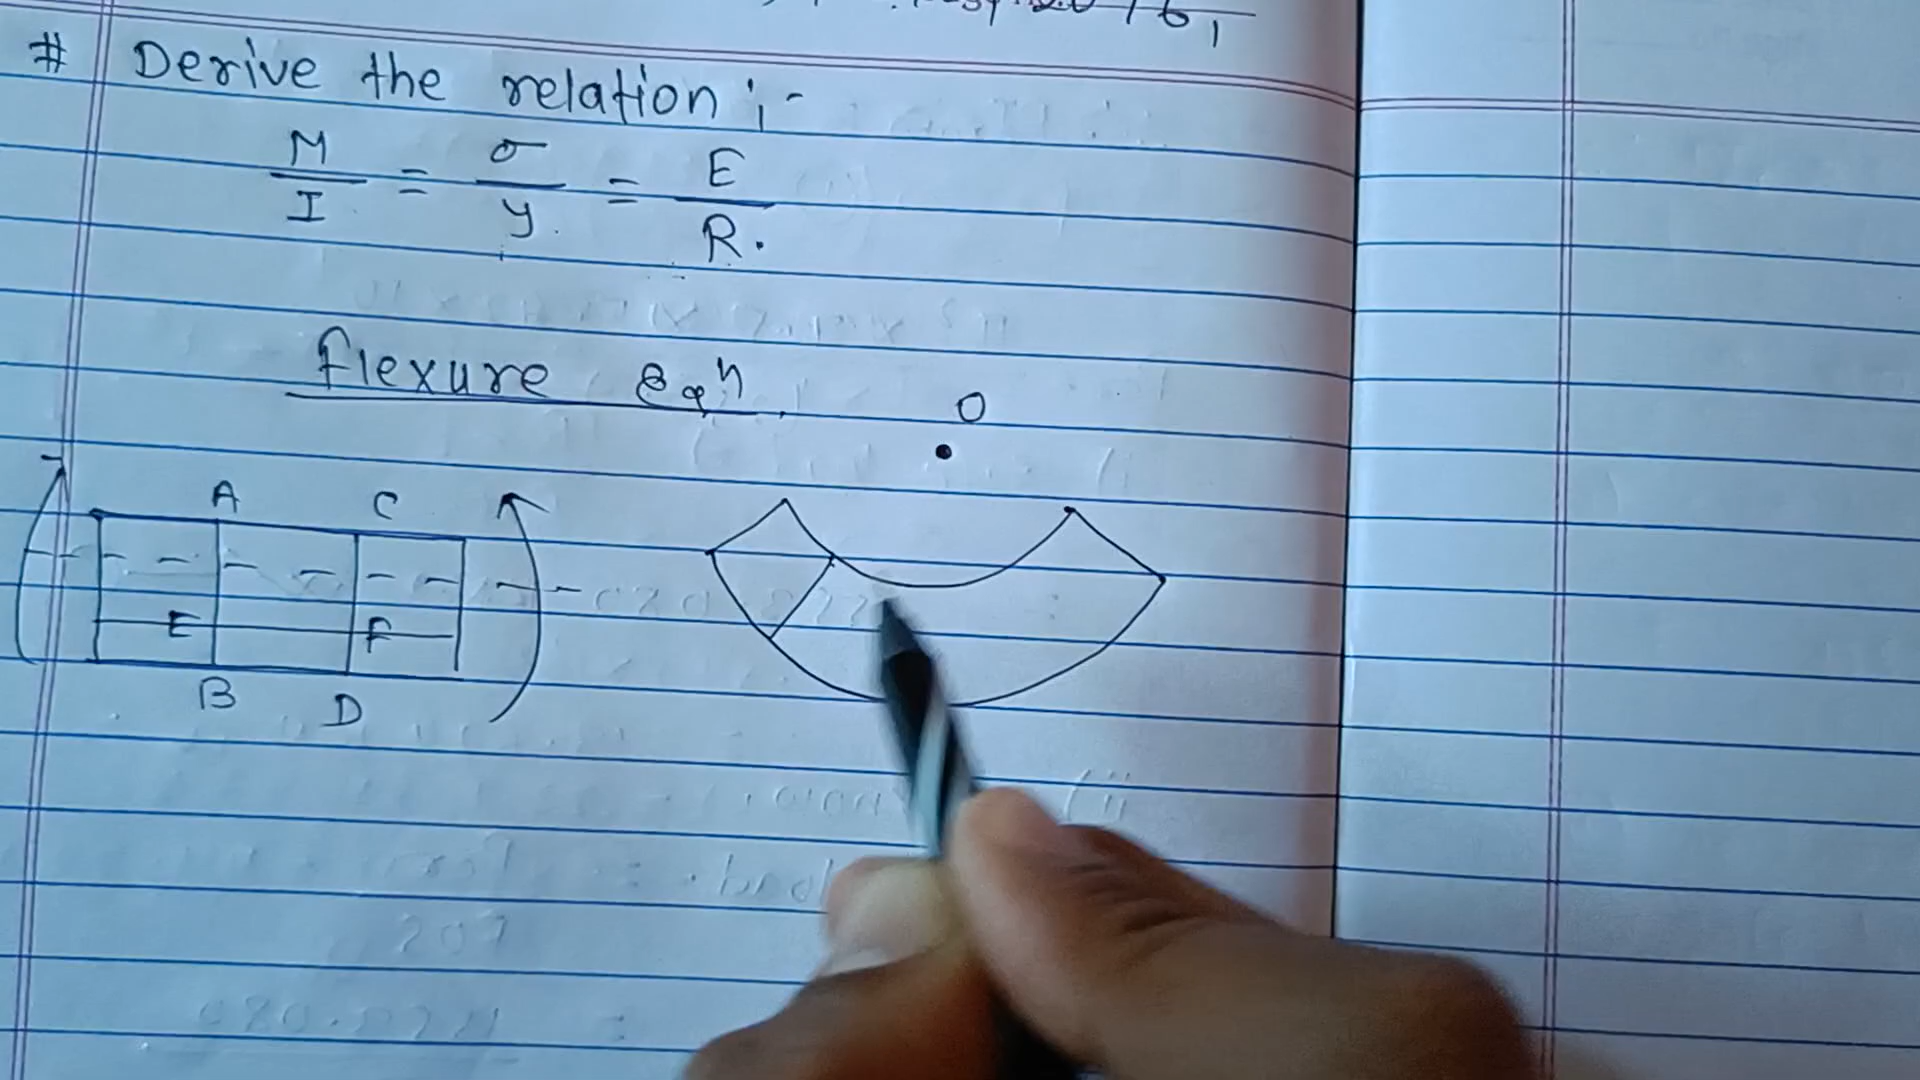 # Derive the relation ;-
M/I = σ/y = E/R.
flexure eqⁿ.
O
A C
E F
B D